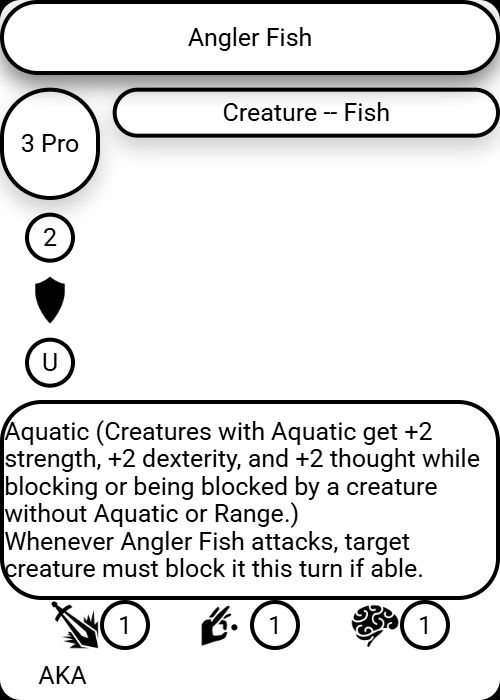 Angler Fish
Creature -- Fish
3 Pro
2
U
Aquatic (Creatures with Aquatic get +2
strength, +2 dexterity, and +2 thought while
blocking or being blocked by a creature
without Aquatic or Range.)
Whenever Angler Fish attacks, target
creature must block it this turn if able.
1 1 1
AKA